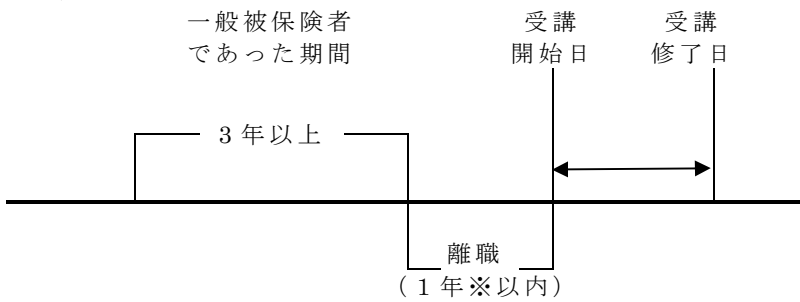 一般被保険者
であった期間
受講
開始日
受講
修了日
3年以上
離職
(1年※以内)